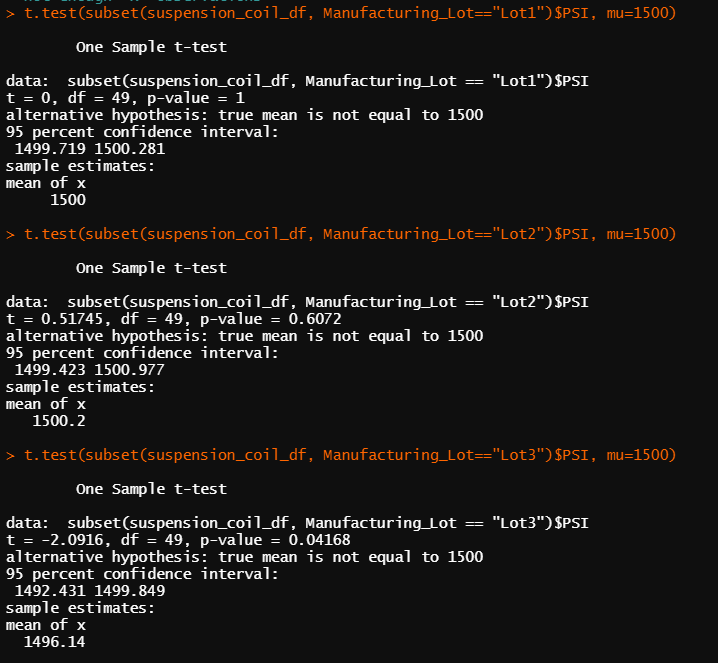 > t.test(subset(suspension_coil_df, Manufacturing_Lot=="Lot1")$PSI, mu=1500)
One Sample t-test
data:  subset(suspension_coil_df, Manufacturing_Lot == "Lot1")$PSI
t = 0, df = 49, p-value = 1
alternative hypothesis: true mean is not equal to 1500
95 percent confidence interval:
1499.719 1500.281
sample estimates:
mean of x
1500
> t.test(subset(suspension_coil_df, Manufacturing_Lot=="Lot2")$PSI, mu=1500)
One Sample t-test
data:  subset(suspension_coil_df, Manufacturing_Lot == "Lot2")$PSI
t = 0.51745, df = 49, p-value = 0.6072
alternative hypothesis: true mean is not equal to 1500
95 percent confidence interval:
1499.423 1500.977
sample estimates:
mean of x
1500.2
> t.test(subset(suspension_coil_df, Manufacturing_Lot=="Lot3")$PSI, mu=1500)
One Sample t-test
data:  subset(suspension_coil_df, Manufacturing_Lot == "Lot3")$PSI
t = -2.0916, df = 49, p-value = 0.04168
alternative hypothesis: true mean is not equal to 1500
95 percent confidence interval:
1492.431 1499.849
sample estimates:
mean of x
1496.14